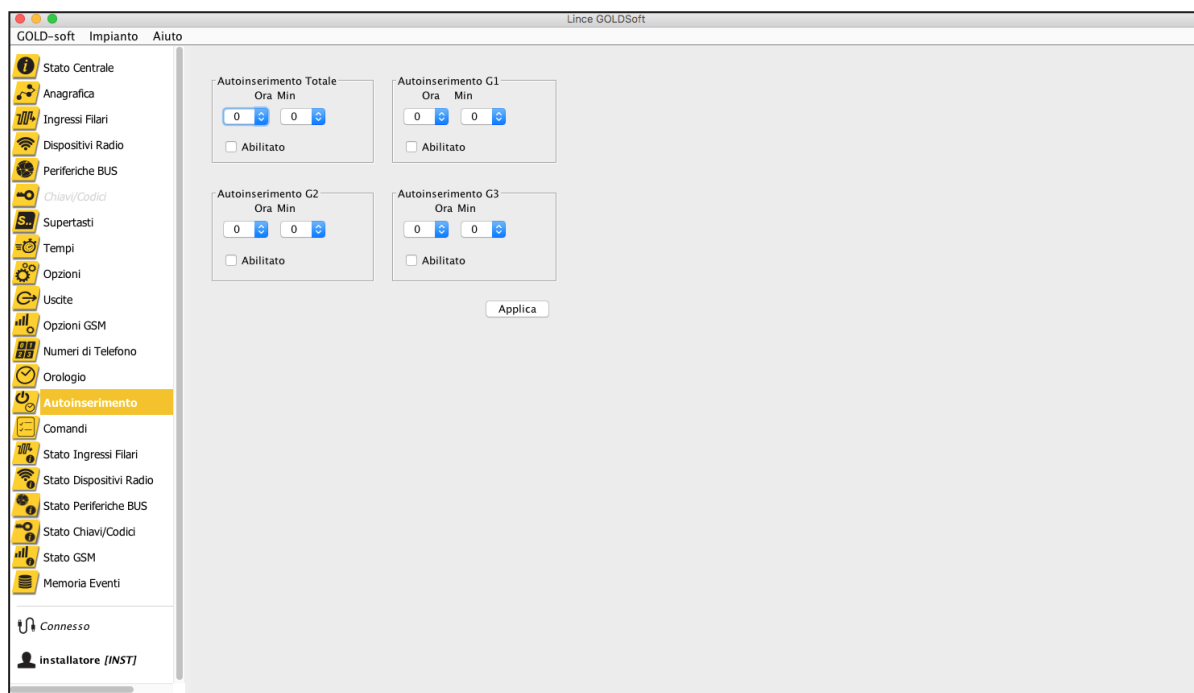 Lince GOLDSoft
GOLD-soft Impianto Aiuto
Stato Centrale
Anagrafica
Ingressi Filari
Dispositivi Radio
Periferiche BUS
Chiavi/Codici
S.. Supertasti
Tempi
Opzioni
Uscite
Opzioni GSM
Numeri di Telefono
Orologio
Autoinserimento
Comandi
Stato Ingressi Filari
Stato Dispositivi Radio
Stato Periferiche BUS
Stato Chiavi/Codici
Stato GSM
Memoria Eventi
Connesso
installatore [INST]
Autoinserimento Totale
Ora Min
0 0
Abilitato
Autoinserimento G1
Ora Min
0 0
Abilitato
Autoinserimento G2
Ora Min
0 0
Abilitato
Autoinserimento G3
Ora Min
0 0
Abilitato
Applica